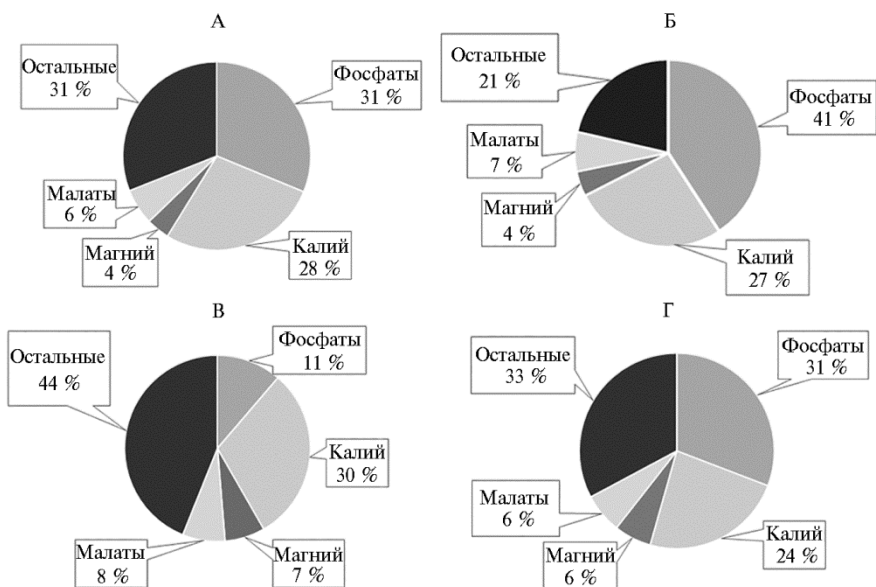 А
Остальные
31 %
Фосфаты
31 %
Малаты
6 %
Магний
4 %
Калий
28 %
Б
Остальные
21 %
Фосфаты
41 %
Малаты
7 %
Магний
4 %
Калий
27 %
В
Остальные
44 %
Фосфаты
11 %
Калий
30 %
Малаты
8 %
Магний
7 %
Г
Остальные
33 %
Фосфаты
31 %
Малаты
6 %
Магний
6 %
Калий
24 %